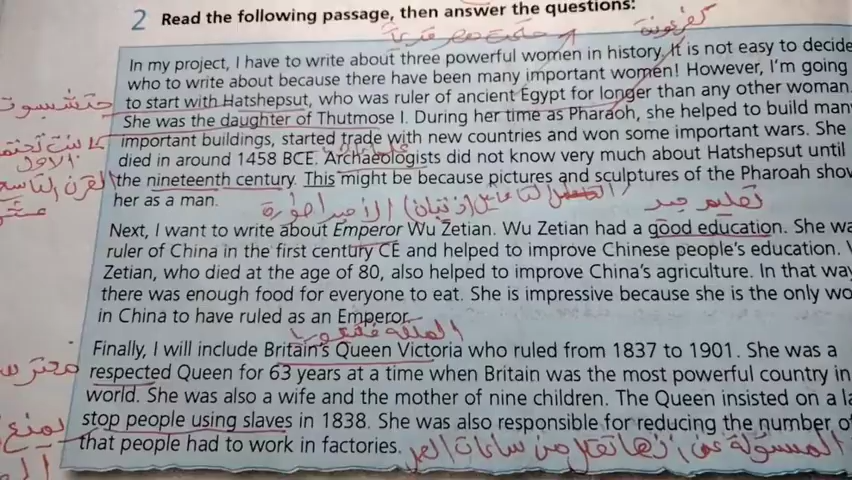 2 Read the following passage, then answer the questions:
In my project, I have to write about three powerful women in history. It is not easy to decide
who to write about because there have been many important women! However, I'm going
to start with Hatshepsut, who was ruler of ancient Egypt for longer than any other woman.
She was the daughter of Thutmose I. During her time as Pharaoh, she helped to build man
important buildings, started trade with new countries and won some important wars. She
died in around 1458 BCE. Archaeologists did not know very much about Hatshepsut until
the nineteenth century. This might be because pictures and sculptures of the Pharoah show
her as a man.
تعليم جيد
Next, I want to write about Emperor Wu Zetian. Wu Zetian had a good education. She wa
ruler of China in the first century CE and helped to improve Chinese people's education.
Zetian, who died at the age of 80, also helped to improve China's agriculture. In that way
there was enough food for everyone to eat. She is impressive because she is the only wo
in China to have ruled as an Emperor.
الملكة فكتوريا
Finally, I will include Britain's Queen Victoria who ruled from 1837 to 1901. She was a
respected Queen for 63 years at a time when Britain was the most powerful country in
world. She was also a wife and the mother of nine children. The Queen insisted on a la
stop people using slaves in 1838. She was also responsible for reducing the number of
that people had to work in factories.